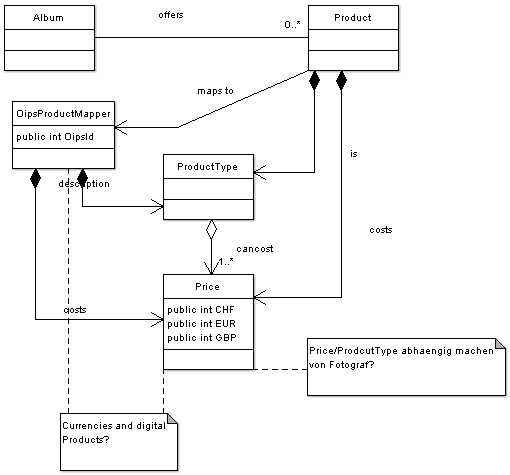 Album
offers
0..*
Product
maps to
OipsProductMapper
public int OipsId
is
ProductType
description
costs
cancost
1..*
Price
public int CHF
public int EUR
public int GBP
costs
Price/ProdcutType abhaengig machen
von Fotograf?
Currencies and digital
Products?